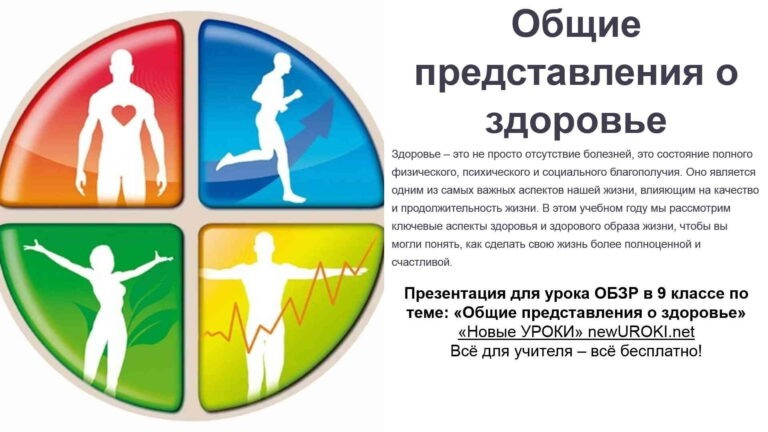 Общие
представления о
здоровье
Здоровье – это не просто отсутствие болезней, это состояние полного
физического, психического и социального благополучия. Оно является
одним из самых важных аспектов нашей жизни, влияющим на качество
и продолжительность жизни. В этом учебном году мы рассмотрим
ключевые аспекты здоровья и здорового образа жизни, чтобы вы
могли понять, как сделать свою жизнь более полноценной и
счастливой.
Презентация для урока ОБЗР в 9 классе по
теме: «Общие представления о здоровье»
«Новые УРОКИ» newUROKI.net
Всё для учителя – всё бесплатно!